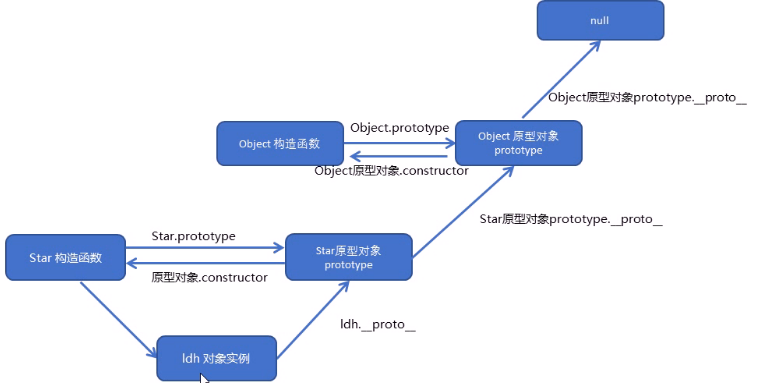 null
Object原型对象prototype.__proto__
Object.prototype
Object 构造函数
Object 原型对象
prototype
Object原型对象.constructor
Star原型对象prototype.__proto__
Star.prototype
Star 构造函数
Star原型对象
prototype
原型对象.constructor
ldh.__proto__
ldh 对象实例